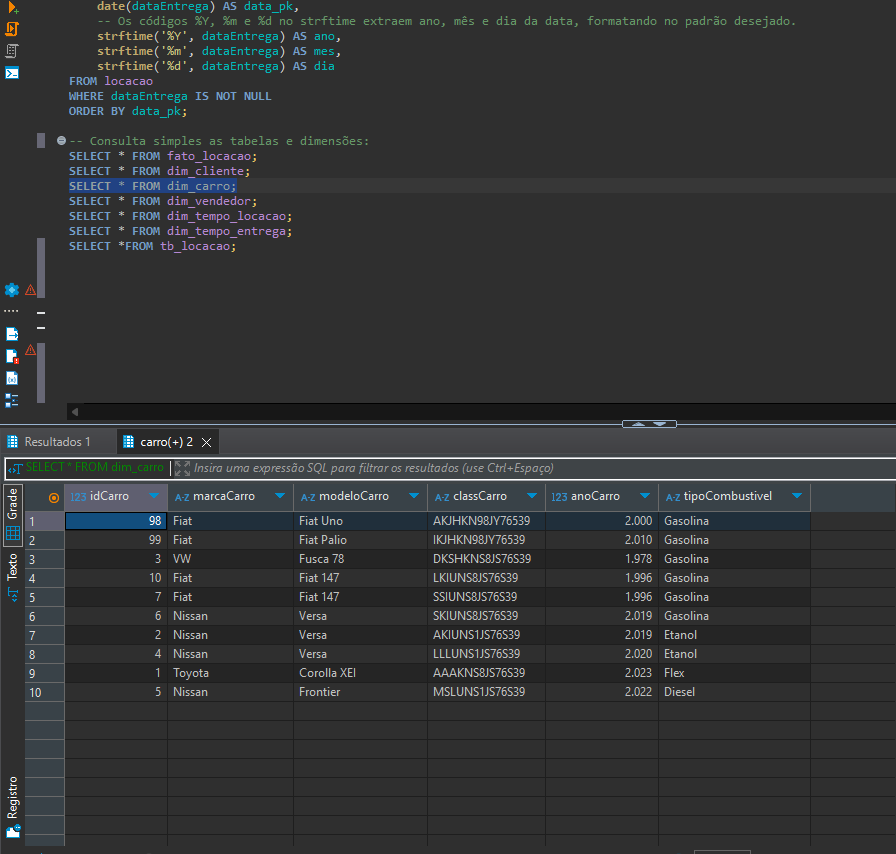 date(dataEntrega) AS data_pk,
-- Os códigos %Y, %m e %d no strftime extraem ano, mês e dia da data, formatando no padrão desejado.
strftime('%Y', dataEntrega) AS ano,
strftime('%m', dataEntrega) AS mes,
strftime('%d', dataEntrega) AS dia
FROM locacao
WHERE dataEntrega IS NOT NULL
ORDER BY data_pk;
-- Consulta simples as tabelas e dimensões:
SELECT * FROM fato_locacao;
SELECT * FROM dim_cliente;
SELECT * FROM dim_carro;
SELECT * FROM dim_vendedor;
SELECT * FROM dim_tempo_locacao;
SELECT * FROM dim_tempo_entrega;
SELECT *FROM tb_locacao;
Resultados 1 carro(+) 2
SELECT * FROM dim_carro Insira uma expressão SQL para filtrar os resultados (use Ctrl+Espaço)
Grade
Texto
Registro
123 idCarro A-Z marcaCarro A-Z modeloCarro A-Z classCarro 123 anoCarro A-Z tipoCombustivel
1 98 Fiat Fiat Uno AKJHKN98JY76539 2.000 Gasolina
2 99 Fiat Fiat Palio IKJHKN98JY76S39 2.010 Gasolina
3 3 VW Fusca 78 DKSHKNS8JS76S39 1.978 Gasolina
4 10 Fiat Fiat 147 LKIUNS8JS76S39 1.996 Gasolina
5 7 Fiat Fiat 147 SSIUNS8JS76S39 1.996 Gasolina
6 6 Nissan Versa SKIUNS8JS76S39 2.019 Gasolina
7 2 Nissan Versa AKIUNS1JS76S39 2.019 Etanol
8 4 Nissan Versa LLLUNS1JS76S39 2.020 Etanol
9 1 Toyota Corolla XEI AAAKNS8JS76S39 2.023 Flex
10 5 Nissan Frontier MSLUNS1JS76S39 2.022 Diesel